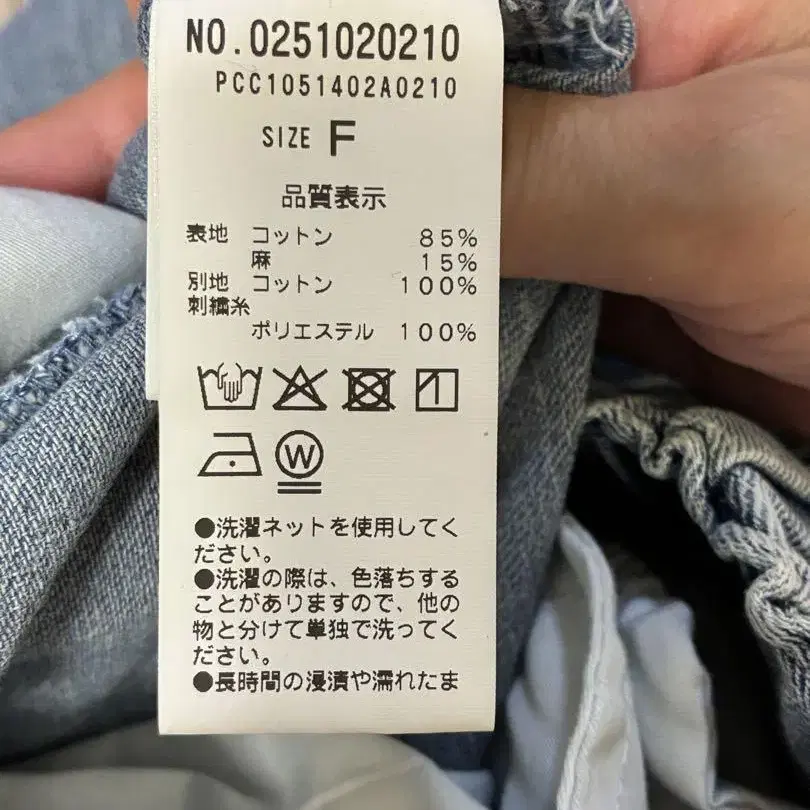 NO.0251020210
PCC1051402A0210
SIZE F
品質表示
表地 コットン 85%
麻 15%
別地 コットン 100%
刺繍糸
ポリエステル 100%
W
●洗濯ネットを使用してく
ださい。
●洗濯の際は、色落ちする
ことがありますので、他の
物と分けて単独で洗ってく
ださい。
●長時間の浸漬や濡れたま